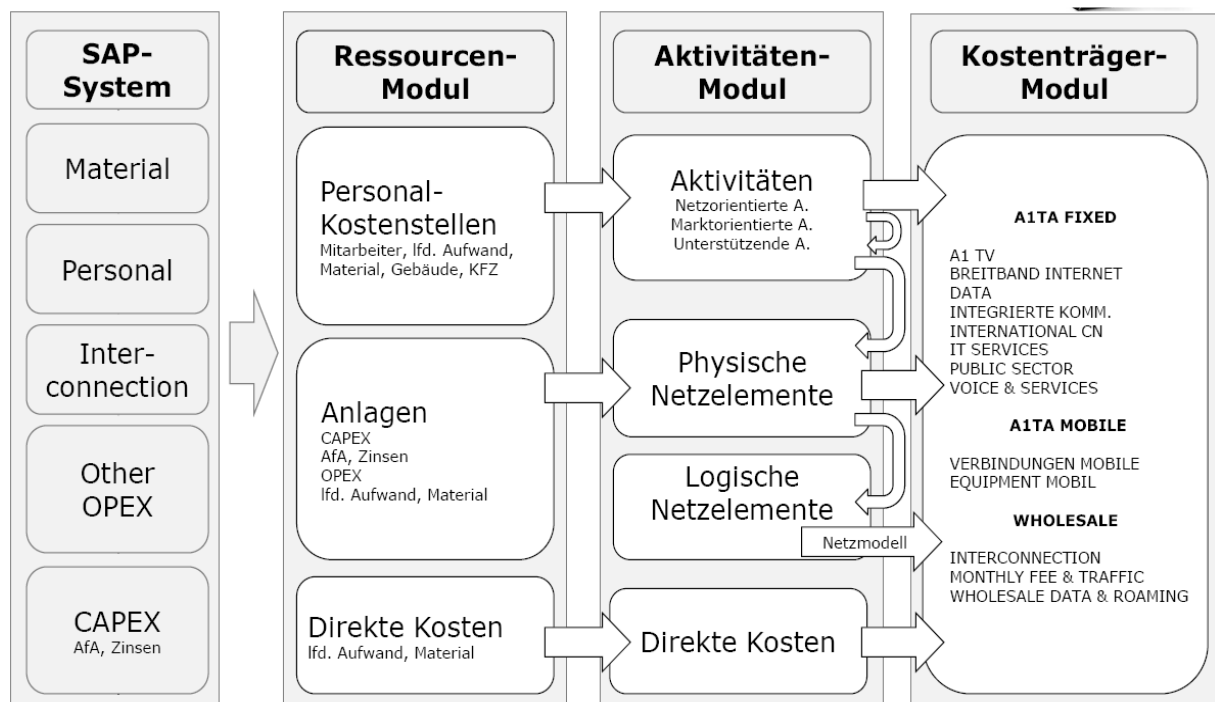 SAP-
System
Material
Personal
Inter-
connection
Other
OPEX
CAPEX
AfA, Zinsen
Ressourcen-
Modul
Personal-
Kostenstellen
Mitarbeiter, lfd. Aufwand,
Material, Gebäude, KFZ
Anlagen
CAPEX
AfA, Zinsen
OPEX
lfd. Aufwand, Material
Direkte Kosten
lfd. Aufwand, Material
Aktivitäten-
Modul
Aktivitäten
Netzorientierte A.
Marktorientierte A.
Unterstützende A.
Physische
Netzelemente
Logische
Netzelemente
Netzmodell
Direkte Kosten
Kostenträger-
Modul
A1TA FIXED
A1 TV
BREITBAND INTERNET
DATA
INTEGRIERTE KOMM.
INTERNATIONAL CN
IT SERVICES
PUBLIC SECTOR
VOICE & SERVICES
A1TA MOBILE
VERBINDUNGEN MOBILE
EQUIPMENT MOBIL
WHOLESALE
INTERCONNECTION
MONTHLY FEE & TRAFFIC
WHOLESALE DATA & ROAMING